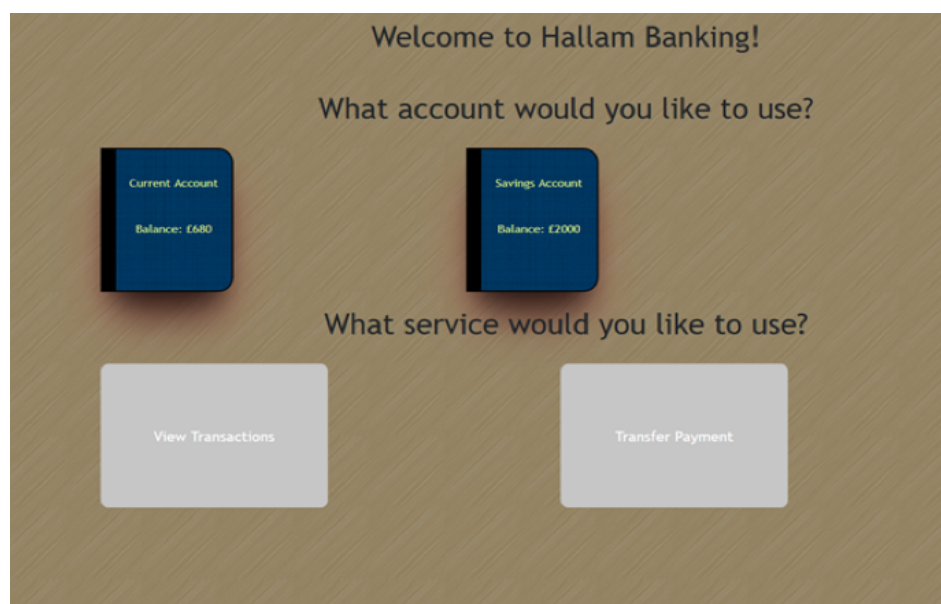 Welcome to Hallam Banking!
What account would you like to use?
Current Account
Balance: £680
Savings Account
Balance: £2000
What service would you like to use?
View Transactions
Transfer Payment